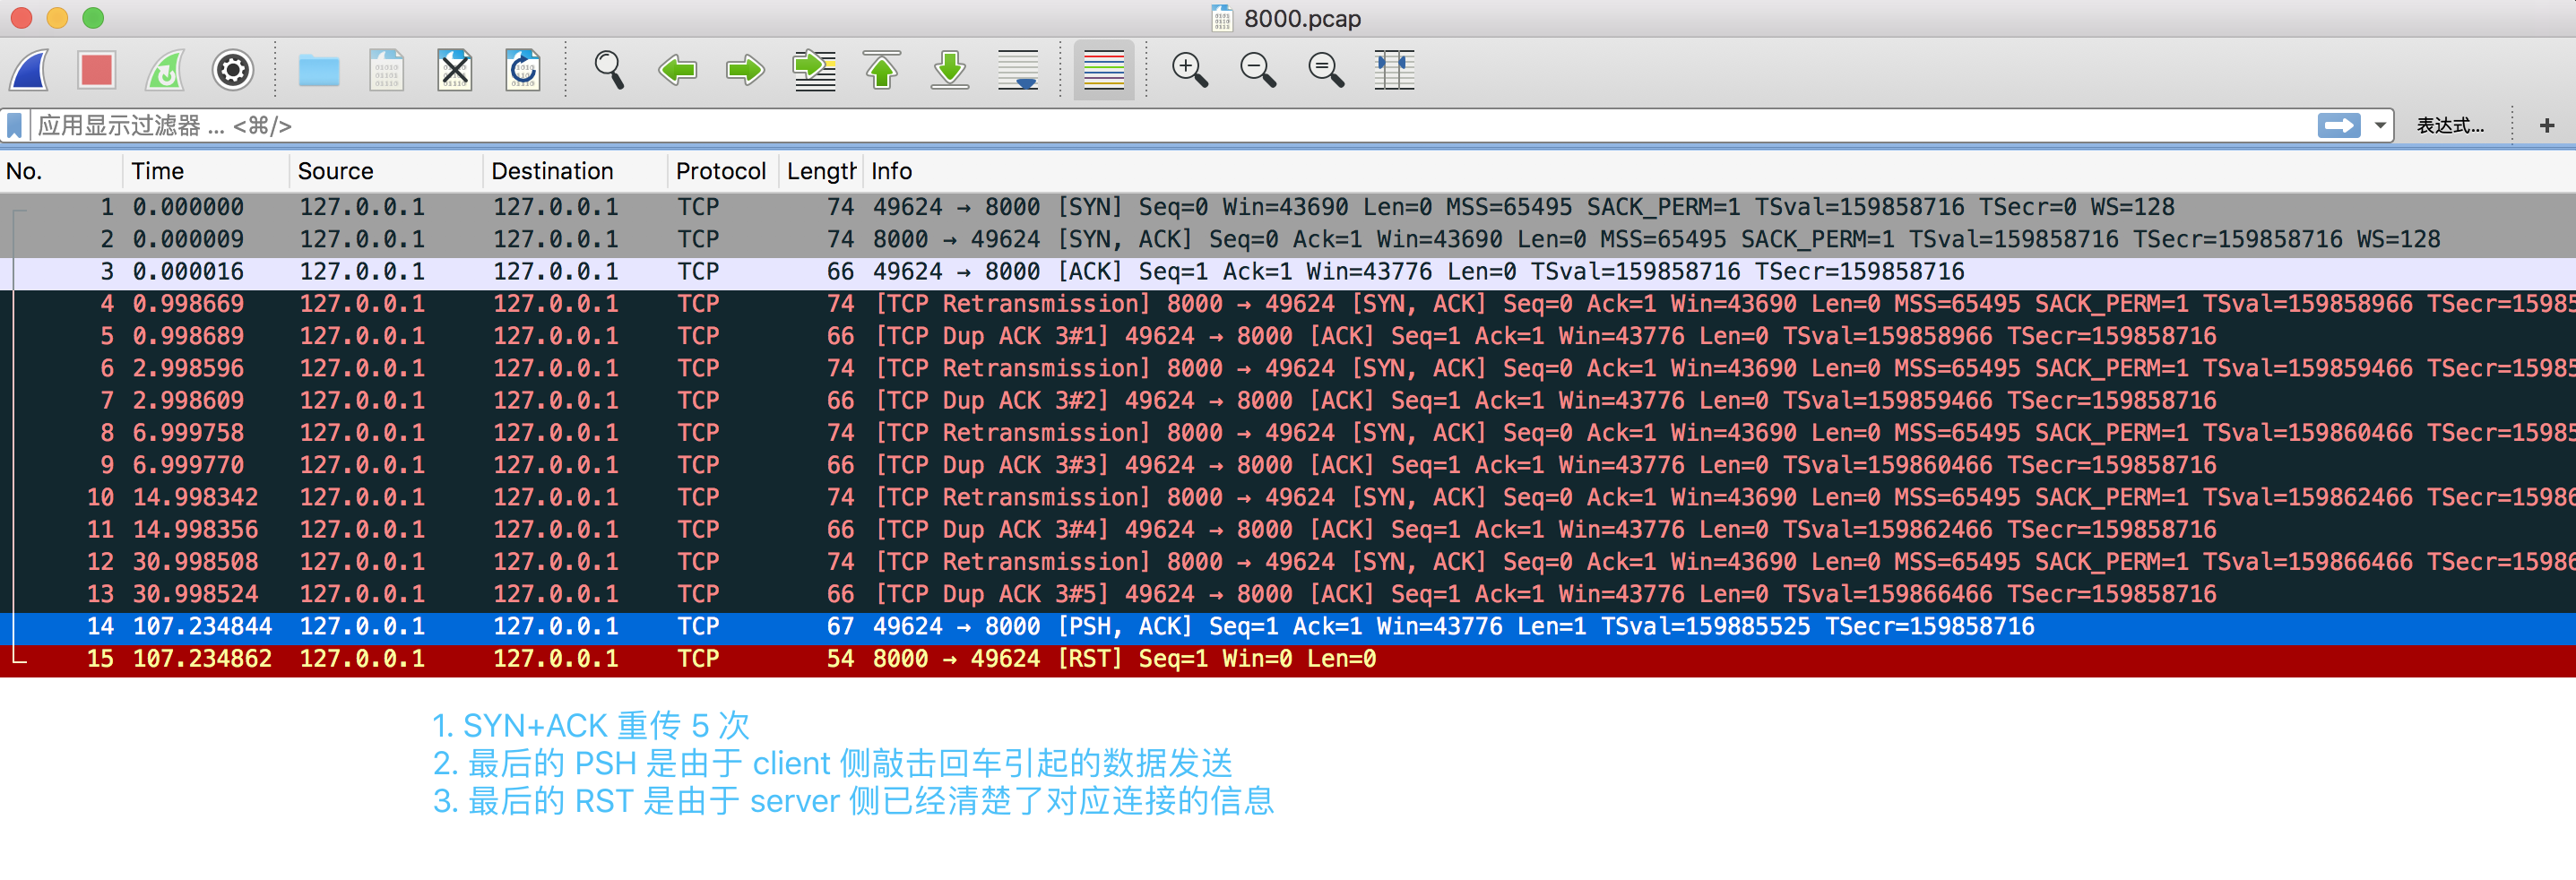 8000.pcap
应用显示过滤器 ... <⌘/>
表达式...
+
No. Time Source Destination Protocol Length Info
1 0.000000 127.0.0.1 127.0.0.1 TCP 74 49624 → 8000 [SYN] Seq=0 Win=43690 Len=0 MSS=65495 SACK_PERM=1 TSval=159858716 TSecr=0 WS=128
2 0.000009 127.0.0.1 127.0.0.1 TCP 74 8000 → 49624 [SYN, ACK] Seq=0 Ack=1 Win=43690 Len=0 MSS=65495 SACK_PERM=1 TSval=159858716 TSecr=159858716 WS=128
3 0.000016 127.0.0.1 127.0.0.1 TCP 66 49624 → 8000 [ACK] Seq=1 Ack=1 Win=43776 Len=0 TSval=159858716 TSecr=159858716
4 0.998669 127.0.0.1 127.0.0.1 TCP 74 [TCP Retransmission] 8000 → 49624 [SYN, ACK] Seq=0 Ack=1 Win=43690 Len=0 MSS=65495 SACK_PERM=1 TSval=159858966 TSecr=15985
5 0.998689 127.0.0.1 127.0.0.1 TCP 66 [TCP Dup ACK 3#1] 49624 → 8000 [ACK] Seq=1 Ack=1 Win=43776 Len=0 TSval=159858966 TSecr=159858716
6 2.998596 127.0.0.1 127.0.0.1 TCP 74 [TCP Retransmission] 8000 → 49624 [SYN, ACK] Seq=0 Ack=1 Win=43690 Len=0 MSS=65495 SACK_PERM=1 TSval=159859466 TSecr=15985
7 2.998609 127.0.0.1 127.0.0.1 TCP 66 [TCP Dup ACK 3#2] 49624 → 8000 [ACK] Seq=1 Ack=1 Win=43776 Len=0 TSval=159859466 TSecr=159858716
8 6.999758 127.0.0.1 127.0.0.1 TCP 74 [TCP Retransmission] 8000 → 49624 [SYN, ACK] Seq=0 Ack=1 Win=43690 Len=0 MSS=65495 SACK_PERM=1 TSval=159860466 TSecr=15985
9 6.999770 127.0.0.1 127.0.0.1 TCP 66 [TCP Dup ACK 3#3] 49624 → 8000 [ACK] Seq=1 Ack=1 Win=43776 Len=0 TSval=159860466 TSecr=159858716
10 14.998342 127.0.0.1 127.0.0.1 TCP 74 [TCP Retransmission] 8000 → 49624 [SYN, ACK] Seq=0 Ack=1 Win=43690 Len=0 MSS=65495 SACK_PERM=1 TSval=159862466 TSecr=15986
11 14.998356 127.0.0.1 127.0.0.1 TCP 66 [TCP Dup ACK 3#4] 49624 → 8000 [ACK] Seq=1 Ack=1 Win=43776 Len=0 TSval=159862466 TSecr=159858716
12 30.998508 127.0.0.1 127.0.0.1 TCP 74 [TCP Retransmission] 8000 → 49624 [SYN, ACK] Seq=0 Ack=1 Win=43690 Len=0 MSS=65495 SACK_PERM=1 TSval=159866466 TSecr=15986
13 30.998524 127.0.0.1 127.0.0.1 TCP 66 [TCP Dup ACK 3#5] 49624 → 8000 [ACK] Seq=1 Ack=1 Win=43776 Len=0 TSval=159866466 TSecr=159858716
14 107.234844 127.0.0.1 127.0.0.1 TCP 67 49624 → 8000 [PSH, ACK] Seq=1 Ack=1 Win=43776 Len=1 TSval=159885525 TSecr=159858716
15 107.234862 127.0.0.1 127.0.0.1 TCP 54 8000 → 49624 [RST] Seq=1 Win=0 Len=0
1. SYN+ACK 重传 5 次
2. 最后的 PSH 是由于 client 侧敲击回车引起的数据发送
3. 最后的 RST 是由于 server 侧已经清楚了对应连接的信息